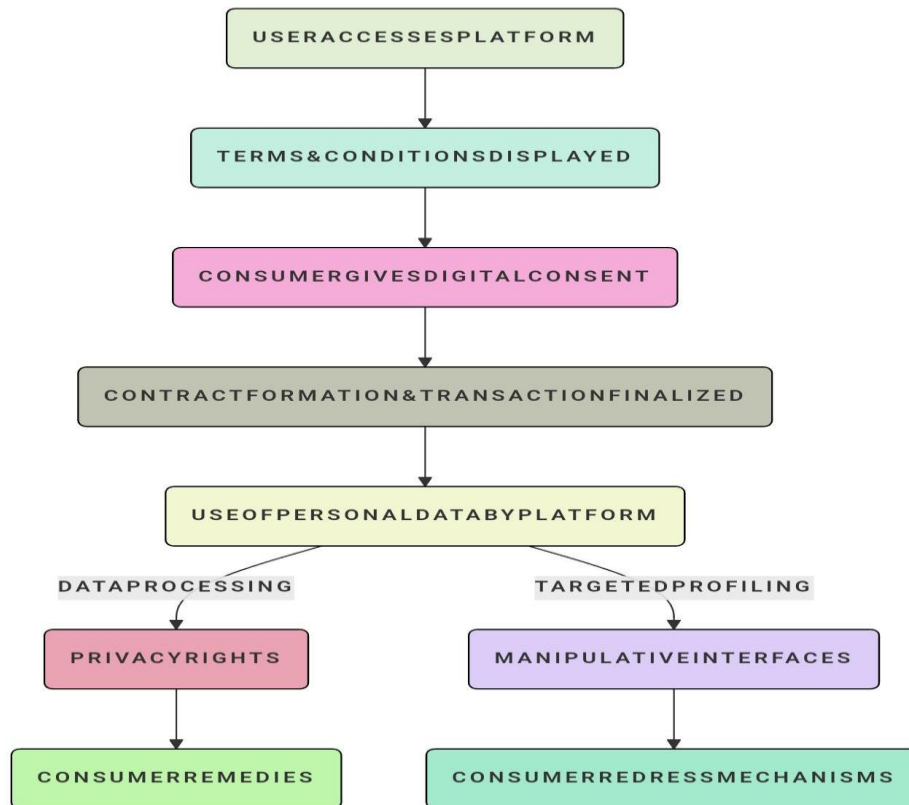 USERACCESSESPLATFORM
TERMS&CONDITIONSDISPLAYED
CONSUMERGIVESDIGITALCONSENT
CONTRACTFORMATION&TRANSACTIONFINALIZED
USEOFPERSONALDATABYPLATFORM
DATAPROCESSING
TARGETEDPROFILING
PRIVACYRIGHTS
MANIPULATIVEINTERFACES
CONSUMERREMEDIES
CONSUMERREDRESSMECHANISMS